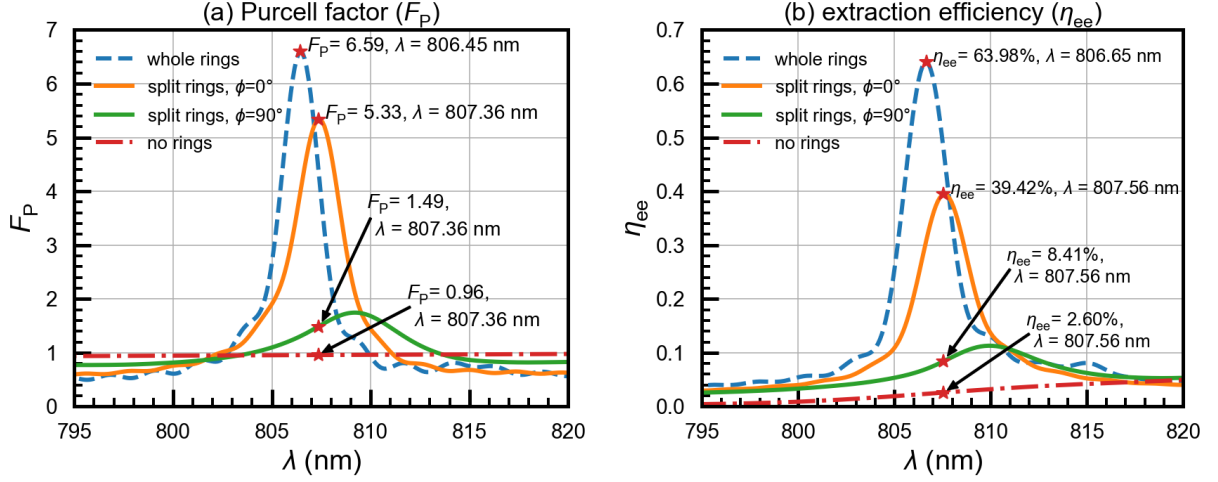 (a) Purcell factor (F_P)
7
6
5
4
3
2
1
0
F_P
whole rings
split rings, ϕ=0°
split rings, ϕ=90°
no rings
F_P = 6.59, λ = 806.45 nm
F_P = 5.33, λ = 807.36 nm
F_P = 1.49,
λ = 807.36 nm
F_P = 0.96,
λ = 807.36 nm
795 800 805 810 815 820
λ (nm)
(b) extraction efficiency (η_ee)
0.7
0.6
0.5
0.4
0.3
0.2
0.1
0.0
η_ee
whole rings
split rings, ϕ=0°
split rings, ϕ=90°
no rings
η_ee = 63.98%, λ = 806.65 nm
η_ee = 39.42%, λ = 807.56 nm
η_ee = 8.41%,
λ = 807.56 nm
η_ee = 2.60%,
λ = 807.56 nm
795 800 805 810 815 820
λ (nm)